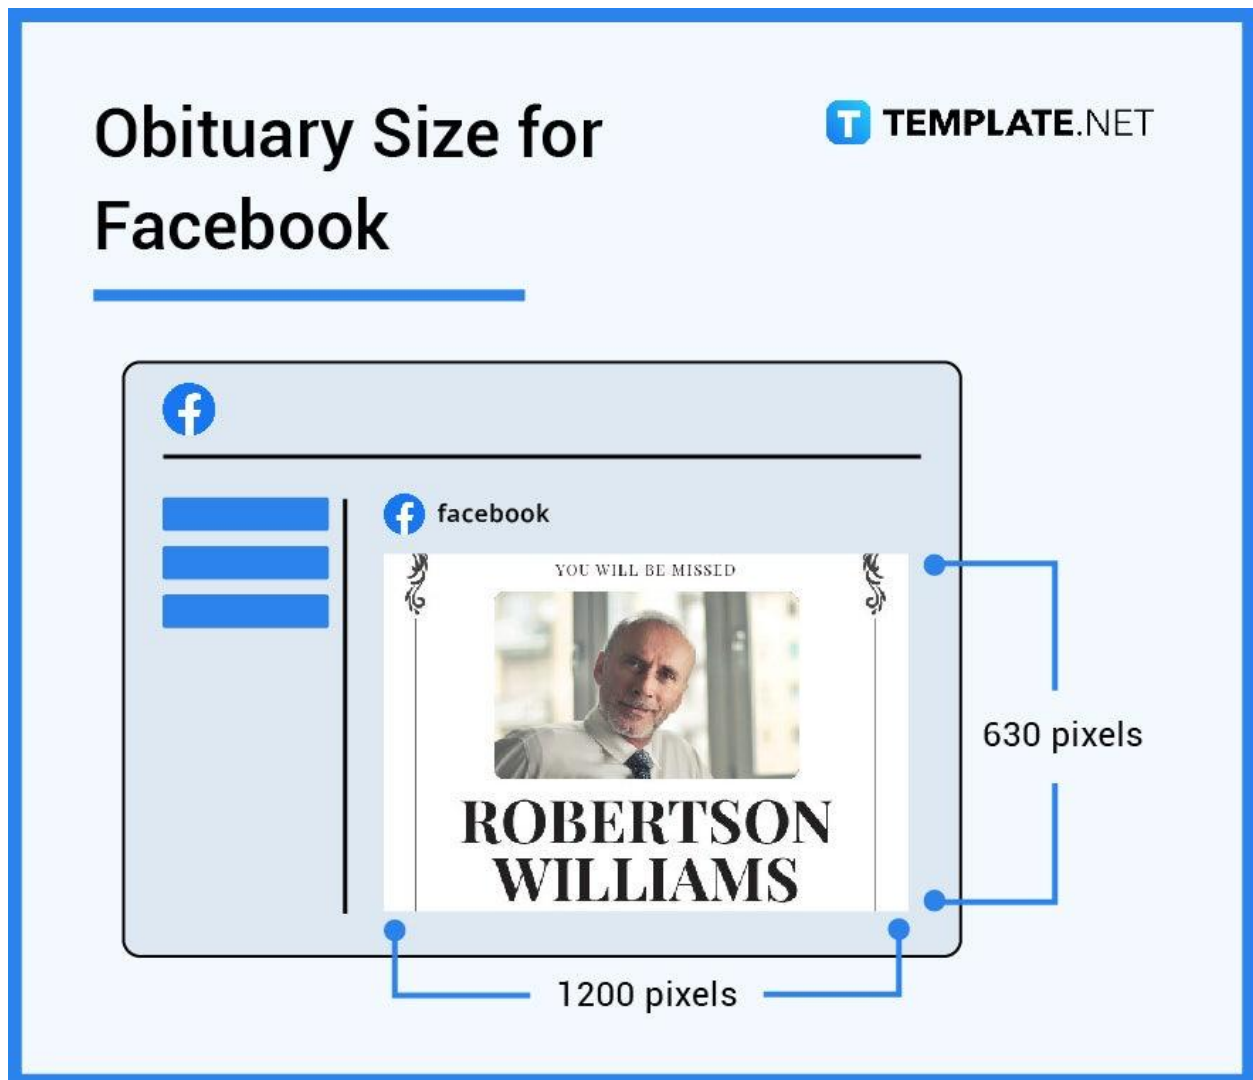 Obituary Size for
Facebook
T TEMPLATE.NET
facebook
YOU WILL BE MISSED
ROBERTSON
WILLIAMS
630 pixels
1200 pixels